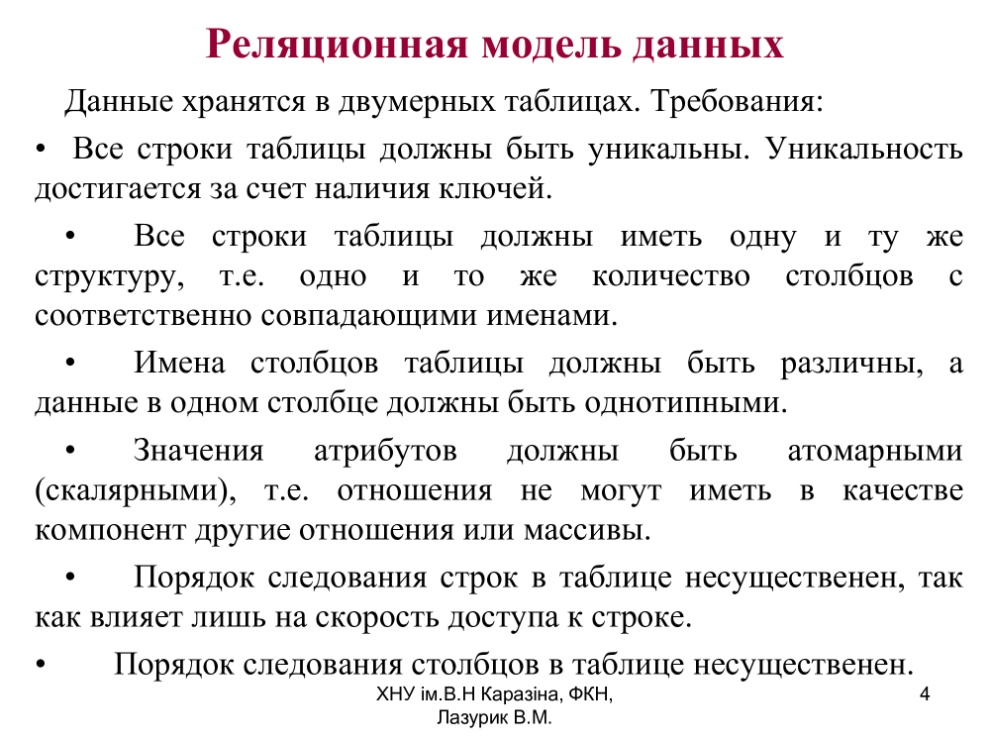 Реляционная модель данных
Данные хранятся в двумерных таблицах. Требования:
• Все строки таблицы должны быть уникальны. Уникальность
достигается за счет наличия ключей.
• Все строки таблицы должны иметь одну и ту же
структуру, т.е. одно и то же количество столбцов с
соответственно совпадающими именами.
• Имена столбцов таблицы должны быть различны, а
данные в одном столбце должны быть однотипными.
• Значения атрибутов должны быть атомарными
(скалярными), т.е. отношения не могут иметь в качестве
компонент другие отношения или массивы.
• Порядок следования строк в таблице несущественен, так
как влияет лишь на скорость доступа к строке.
• Порядок следования столбцов в таблице несущественен.
ХНУ ім.В.Н Каразіна, ФКН,
Лазурик В.М.
4